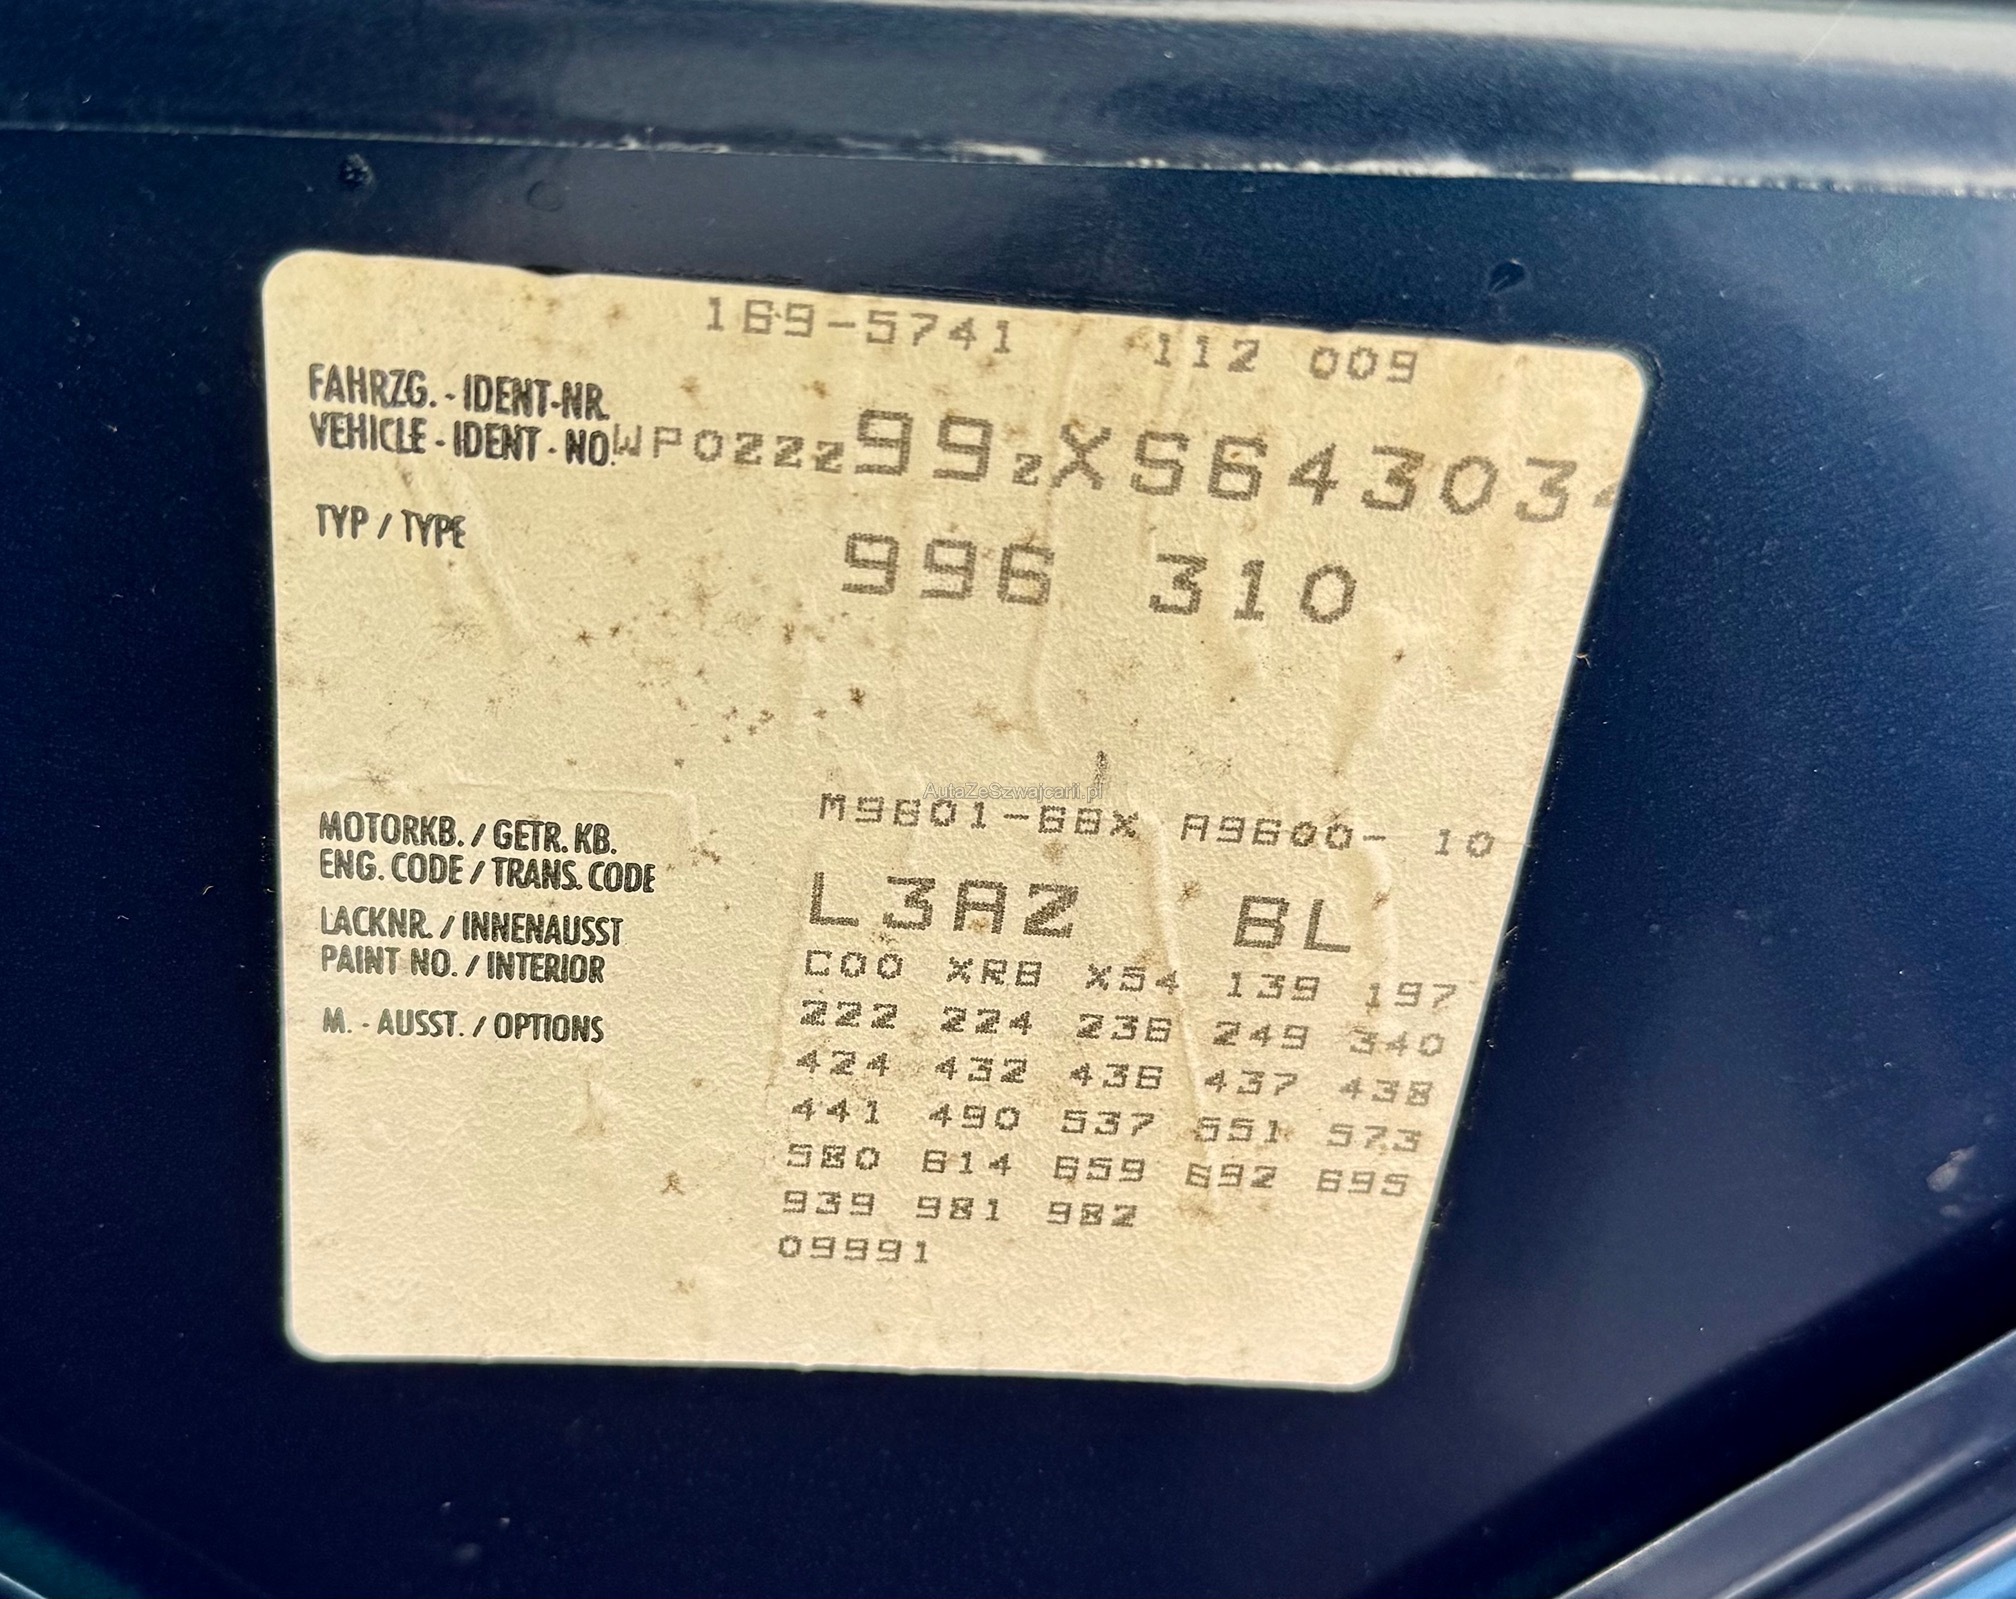 169-5741 112 009
FAHRZG. - IDENT-NR.
VEHICLE - IDENT - NO. WP0ZZZ99ZXS64303
TYP / TYPE
996 310
AutaZeSzwajcarii.pl
M9601-68X A9600- 10
MOTORKB. / GETR. KB.
ENG. CODE / TRANS. CODE
L3AZ BL
LACKNR. / INNENAUSST
PAINT NO. / INTERIOR
C00 XRB X54 139 197
M. - AUSST. / OPTIONS
222 224 236 249 340
424 432 436 437 438
441 490 537 551 573
580 614 659 692 695
939 981 982
09991